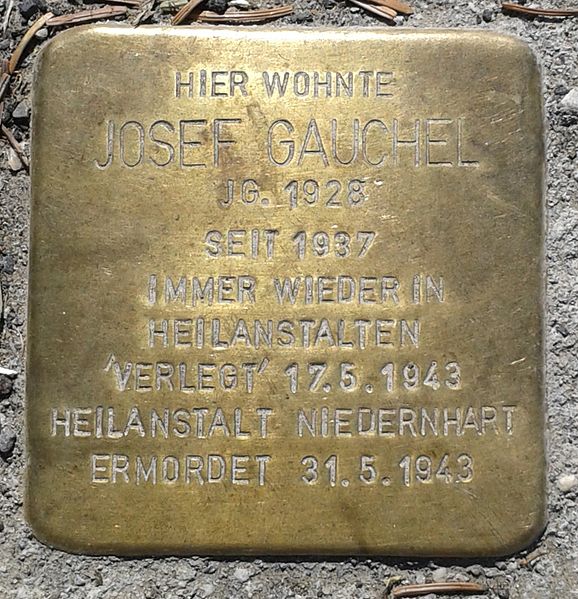 HIER WOHNTE
JOSEF GAUCHEL
JG. 1928
SEIT 1937
IMMER WIEDER IN
HEILANSTALTEN
'VERLEGT' 17.5.1943
HEILANSTALT NIEDERNHART
ERMORDET 31.5.1943